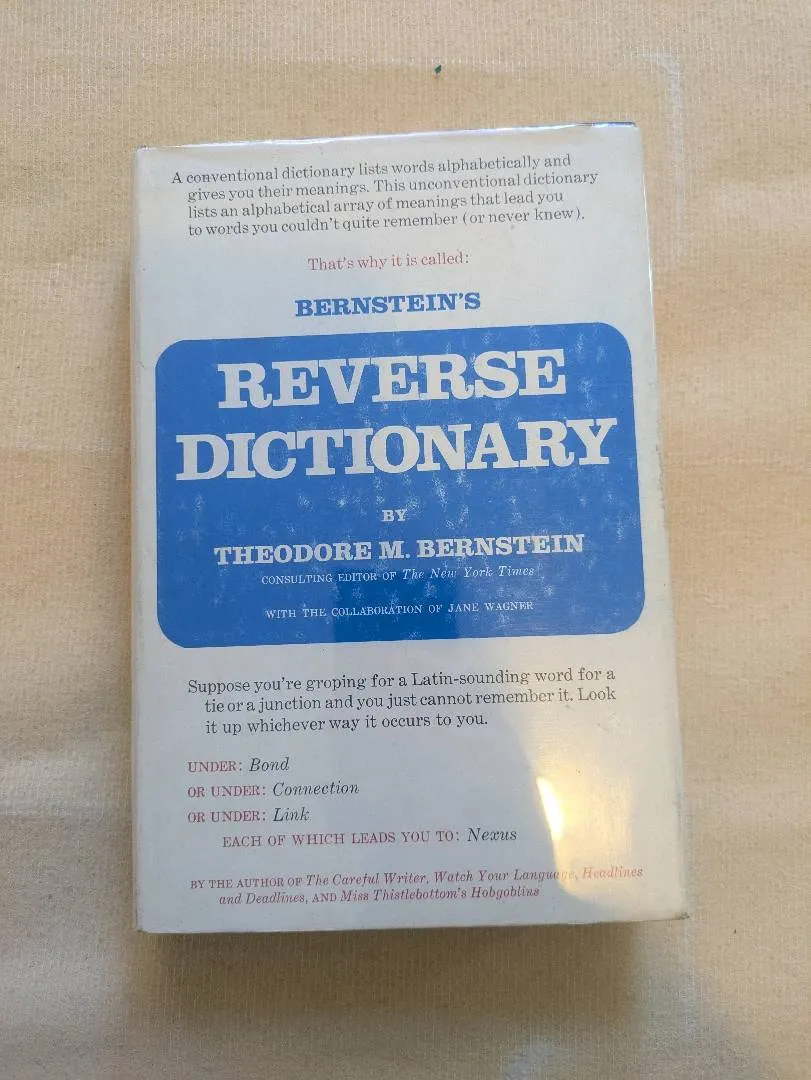 A conventional dictionary lists words alphabetically and
gives you their meanings. This unconventional dictionary
lists an alphabetical array of meanings that lead you
to words you couldn't quite remember (or never knew).
That's why it is called:
BERNSTEIN'S
REVERSE
DICTIONARY
BY
THEODORE M. BERNSTEIN
CONSULTING EDITOR OF The New York Times
WITH THE COLLABORATION OF JANE WAGNER
Suppose you're groping for a Latin-sounding word for a
tie or a junction and you just cannot remember it. Look
it up whichever way it occurs to you.
UNDER: Bond
OR UNDER: Connection
OR UNDER: Link
EACH OF WHICH LEADS YOU TO: Nexus
BY THE AUTHOR OF The Careful Writer, Watch Your Language, Headlines
and Deadlines, AND Miss Thistlebottom's Hobgoblins